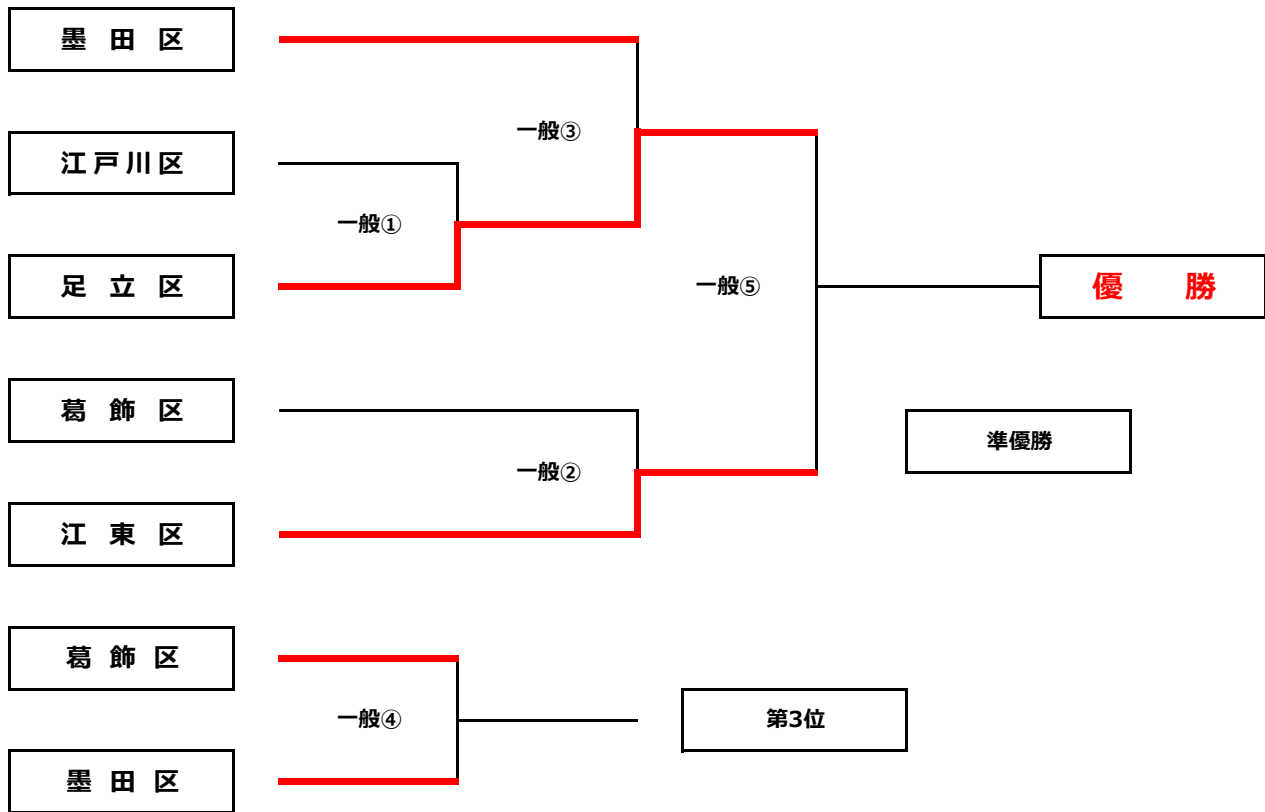 墨田区
一般③
江戸川区
一般①
足立区
一般⑤
優勝
葛飾区
準優勝
一般②
江東区
葛飾区
一般④
第3位
墨田区